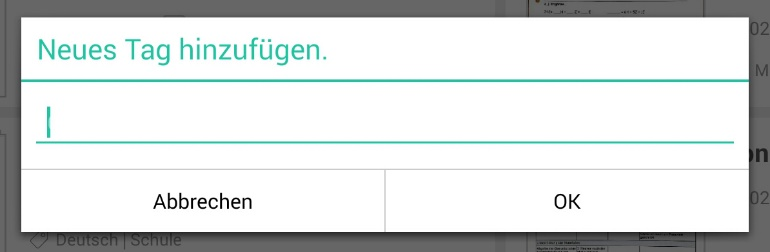 Neues Tag hinzufügen.
Abbrechen
OK
Deutsch | Schule